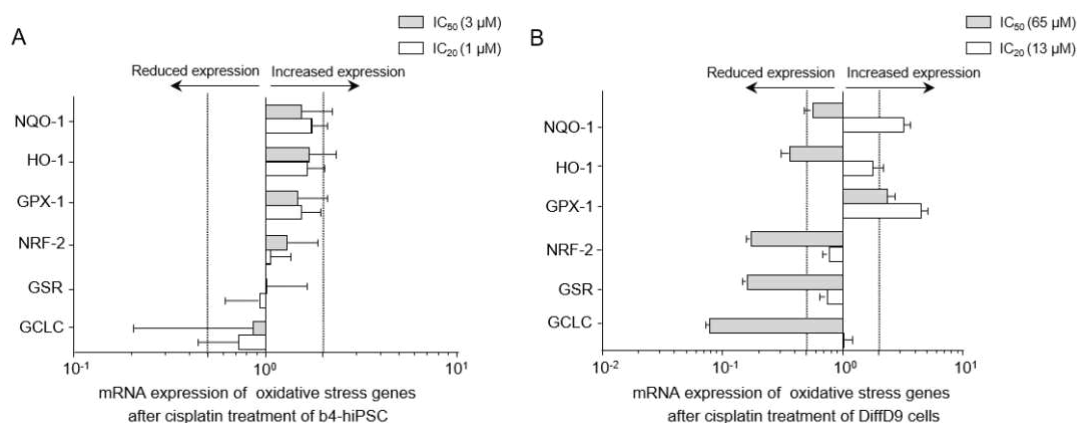 A
IC50 (3 µM)
IC20 (1 µM)
Reduced expression
Increased expression
NQO-1
HO-1
GPX-1
NRF-2
GSR
GCLC
10-1
100
101
mRNA expression of oxidative stress genes
after cisplatin treatment of b4-hiPSC
B
IC50 (65 µM)
IC20 (13 µM)
Reduced expression
Increased expression
NQO-1
HO-1
GPX-1
NRF-2
GSR
GCLC
10-2
10-1
100
101
mRNA expression of oxidative stress genes
after cisplatin treatment of DiffD9 cells